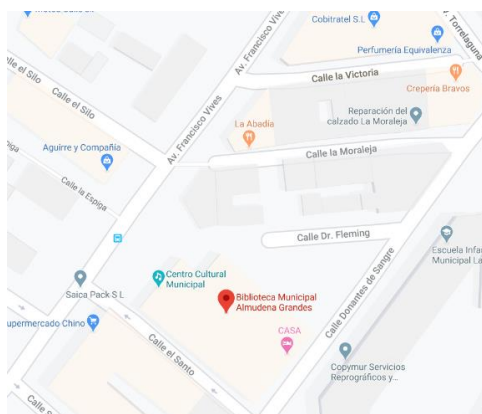 Cobitratel S.L
Av. Francisco Vives
Torrelaguna
Perfumería Equivalenza
Calle el Silo
Calle la Victoria
Crepería Bravos
Calle el Silo
Reparación del
calzado La Moraleja
La Abadía
Aguirre y Compañía
Av. Francisco Vives
Calle la Moraleja
Calle la Espiga
Calle Dr. Fleming
Escuela Infa
Municipal La
Centro Cultural
Municipal
Calle Donantes de Sangre
Saica Pack S L
Biblioteca Municipal
Almudena Grandes
upermercado Chino
CASA
Calle el Santo
Copymur Servicios
Reprográficos y...